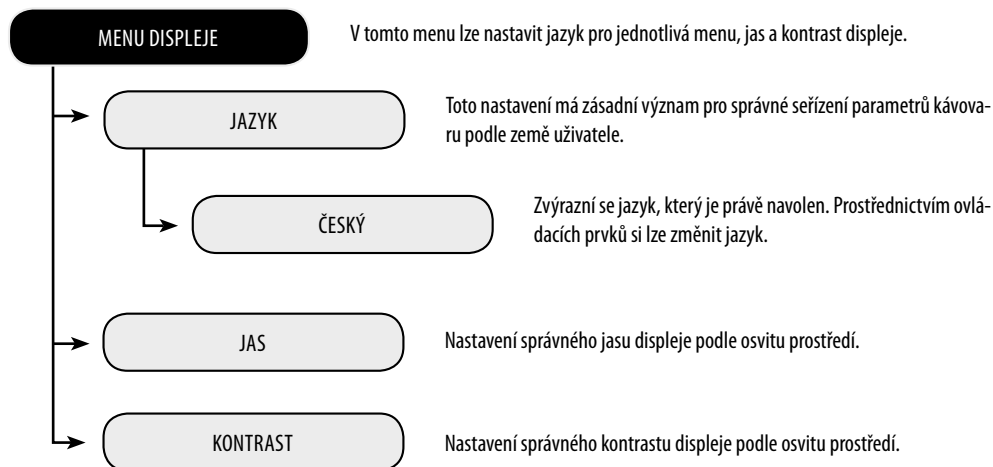 MENU DISPLEJE
V tomto menu lze nastavit jazyk pro jednotlivá menu, jas a kontrast displeje.
JAZYK
Toto nastavení má zásadní význam pro správné seřízení parametrů kávova-
ru podle země uživatele.
ČESKÝ
Zvýrazní se jazyk, který je právě navolen. Prostřednictvím ovlá-
dacích prvků si lze změnit jazyk.
JAS
Nastavení správného jasu displeje podle osvitu prostředí.
KONTRAST
Nastavení správného kontrastu displeje podle osvitu prostředí.